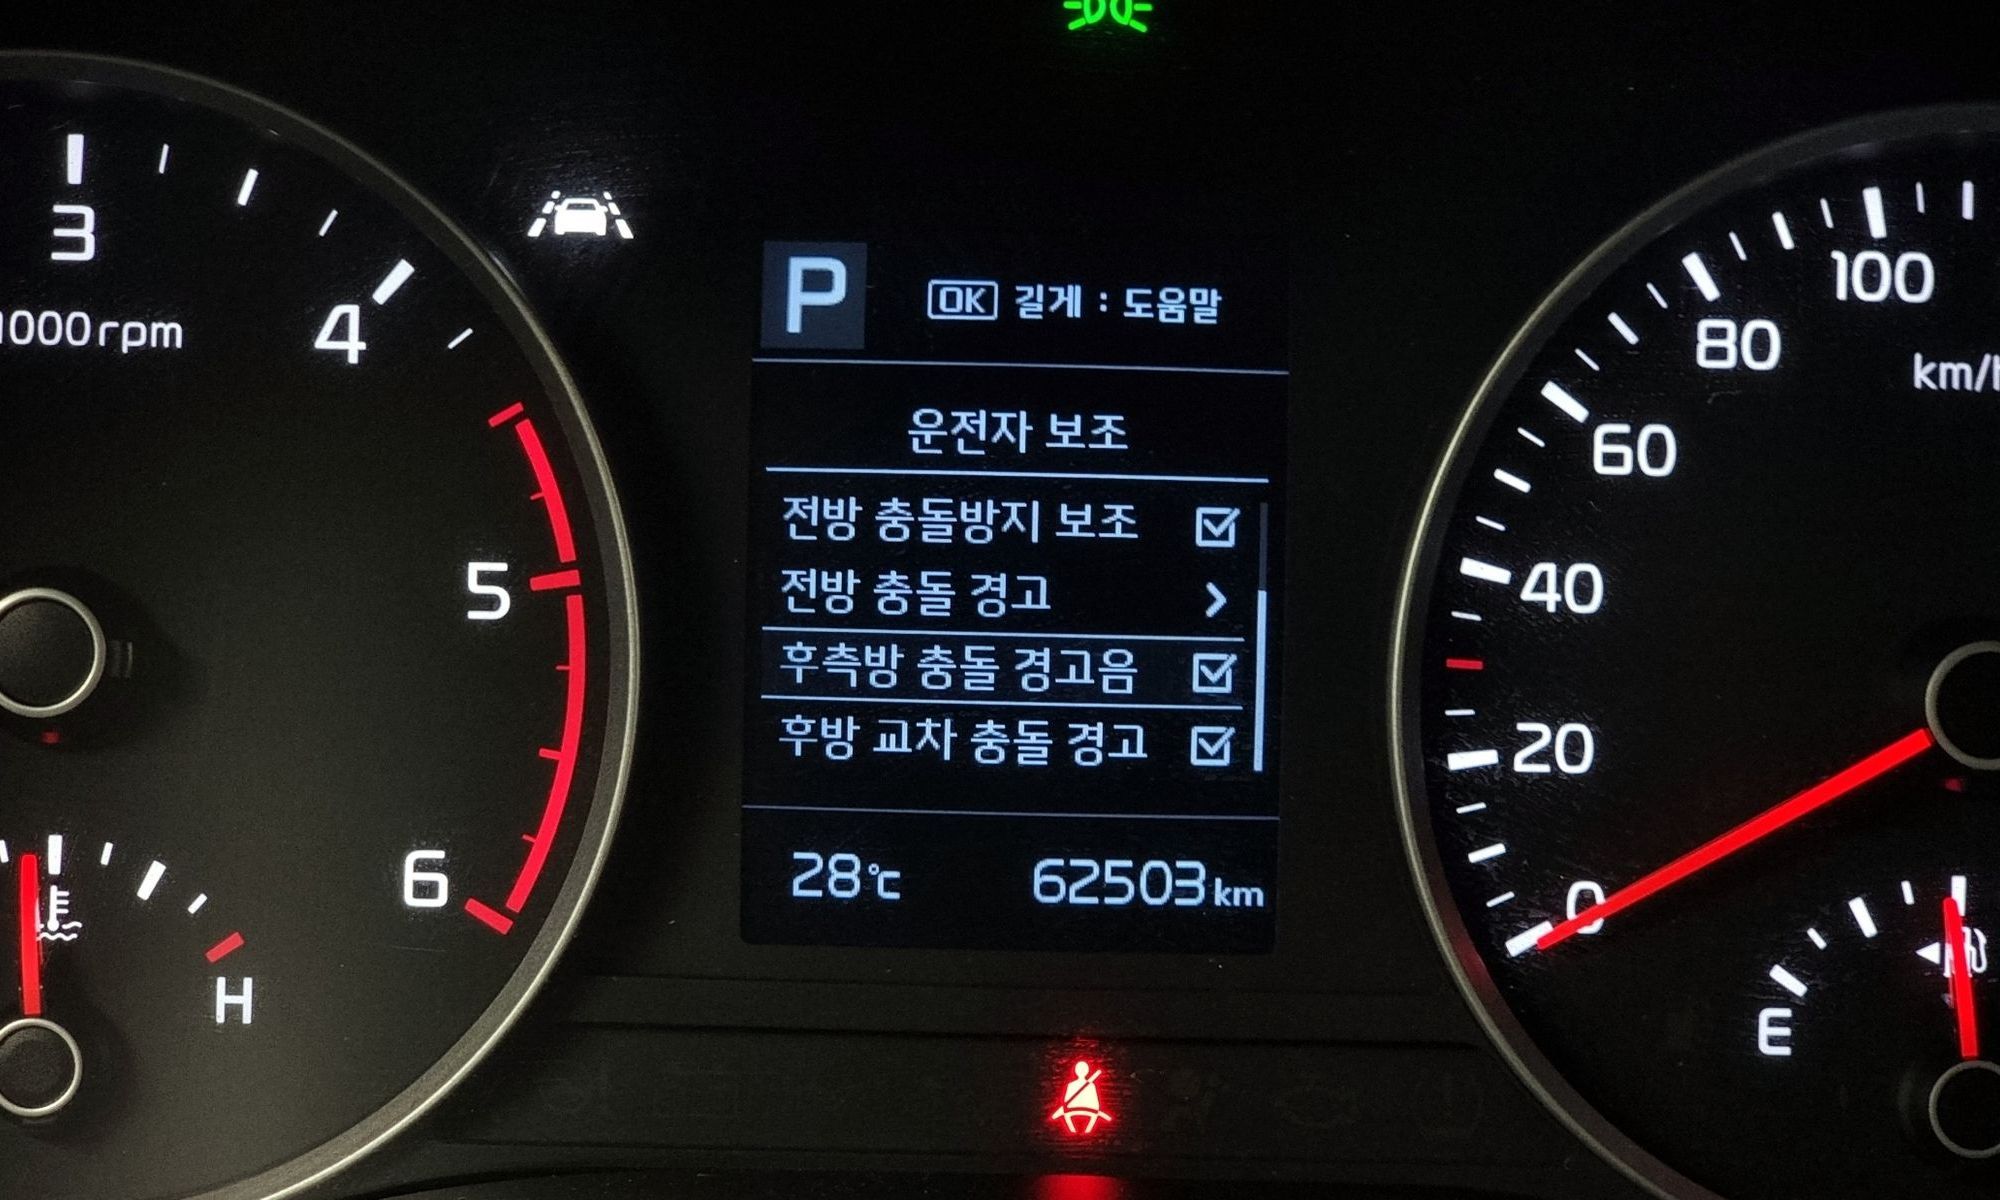 P
OK 길게 : 도움말
운전자 보조
전방 충돌방지 보조
전방 충돌 경고
후측방 충돌 경고음
후방 교차 충돌 경고
28℃ 62503 km
3
4
1000 rpm
5
6
H
100
80
km/h
60
40
20
0
E